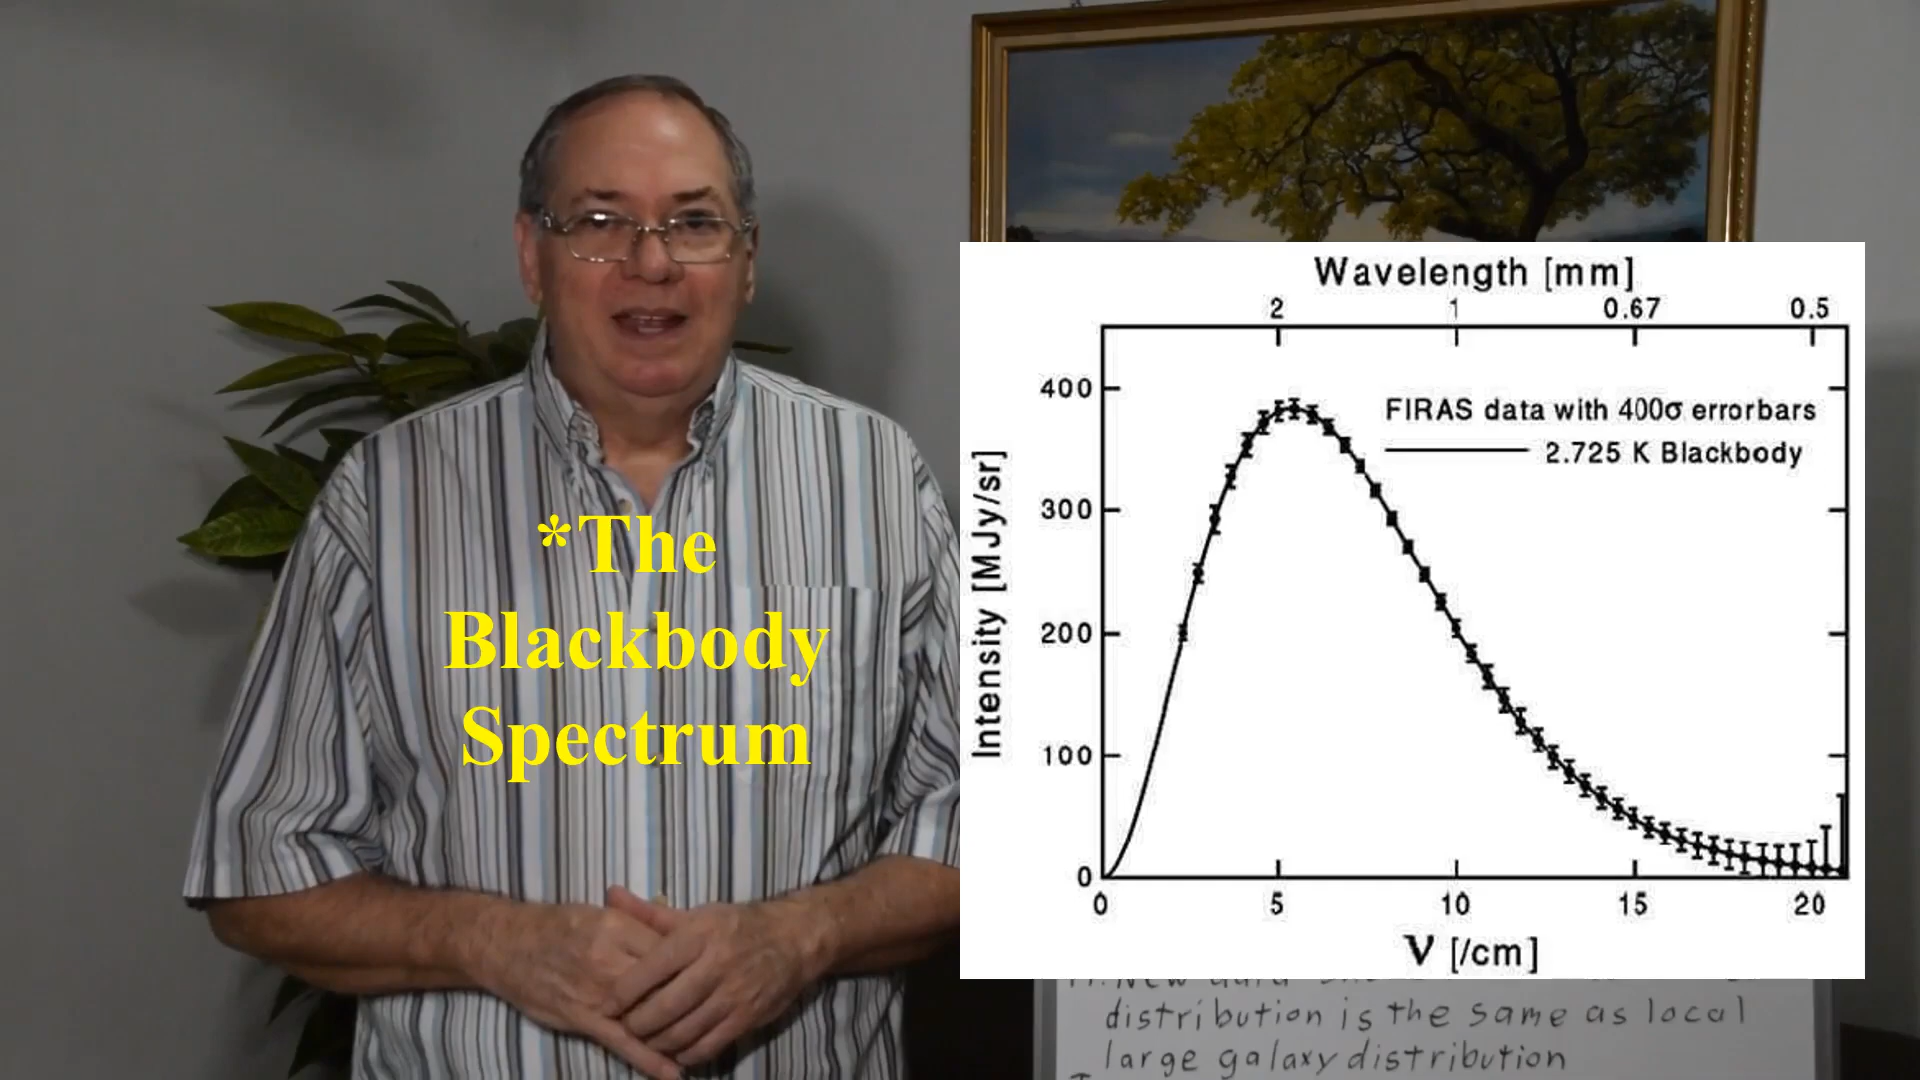 *The
Blackbody
Spectrum
Wavelength [mm]
2 1 0.67 0.5
400
300
200
100
0
Intensity [MJy/sr]
FIRAS data with 400σ errorbars
2.725 K Blackbody
0 5 10 15 20
ν [/cm]
distribution is the same as local
large galaxy distribution